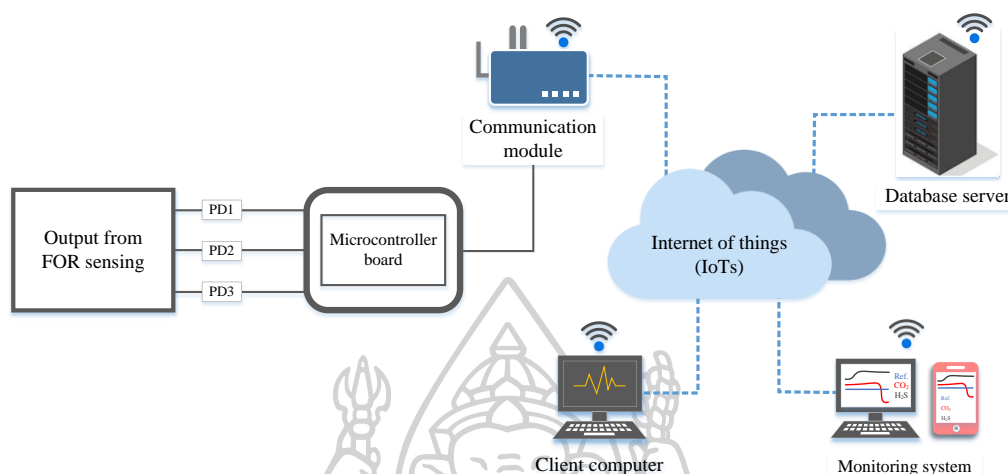 Communication
module
Database server
Output from
FOR sensing
PD1
PD2
PD3
Microcontroller
board
Internet of things
(IoTs)
Client computer
Ref.
CO₂
H₂S
Ref.
CO₂
H₂S
Monitoring system